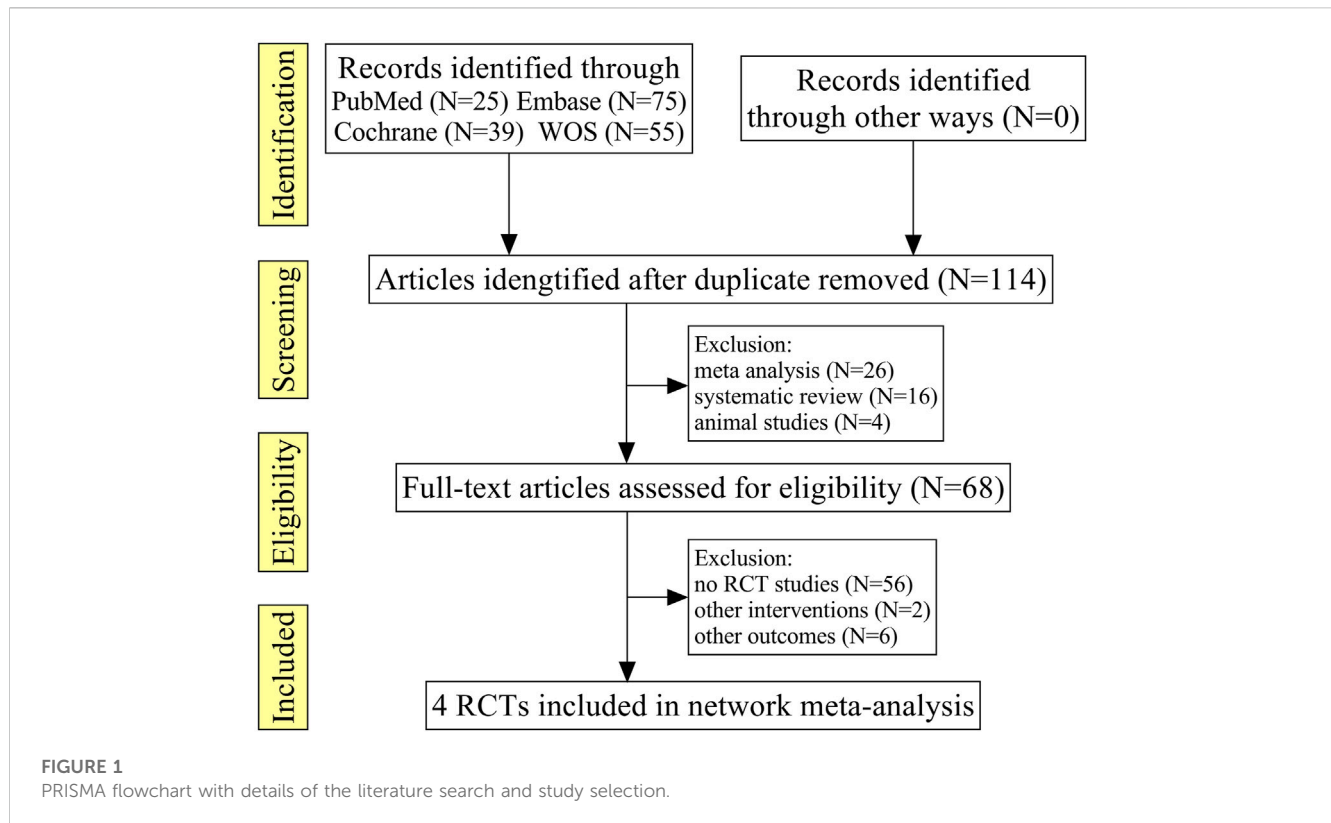 Identification
Records identified through
PubMed (N=25) Embase (N=75)
Cochrane (N=39) WOS (N=55)
Records identified
through other ways (N=0)
Screening
Articles idengtified after duplicate removed (N=114)
Exclusion:
meta analysis (N=26)
systematic review (N=16)
animal studies (N=4)
Eligibility
Full-text articles assessed for eligibility (N=68)
Exclusion:
no RCT studies (N=56)
other interventions (N=2)
other outcomes (N=6)
Included
4 RCTs included in network meta-analysis
FIGURE 1
PRISMA flowchart with details of the literature search and study selection.